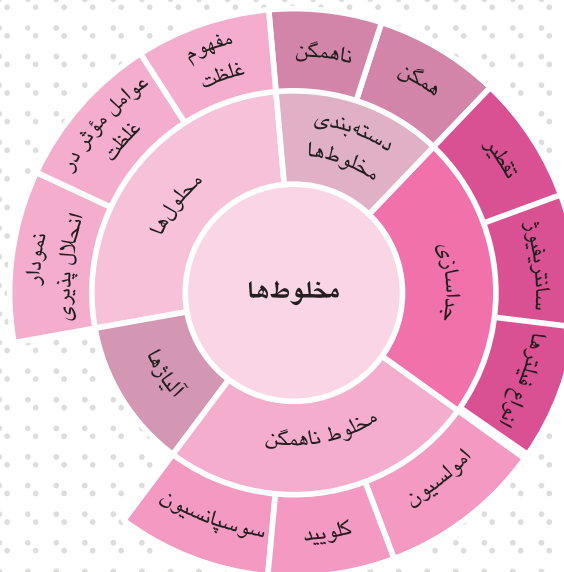 مخلوط‌ها
دسته‌بندی
مخلوط‌ها
همگن
ناهمگن
جداسازی
تقطیر
سانتریفیوژ
انواع فیلترها
مخلوط ناهمگن
امولسیون
کلویید
سوسپانسیون
آلیاژها
محلول‌ها
مفهوم
غلظت
عوامل مؤثر در
غلظت
نمودار
انحلال پذیری